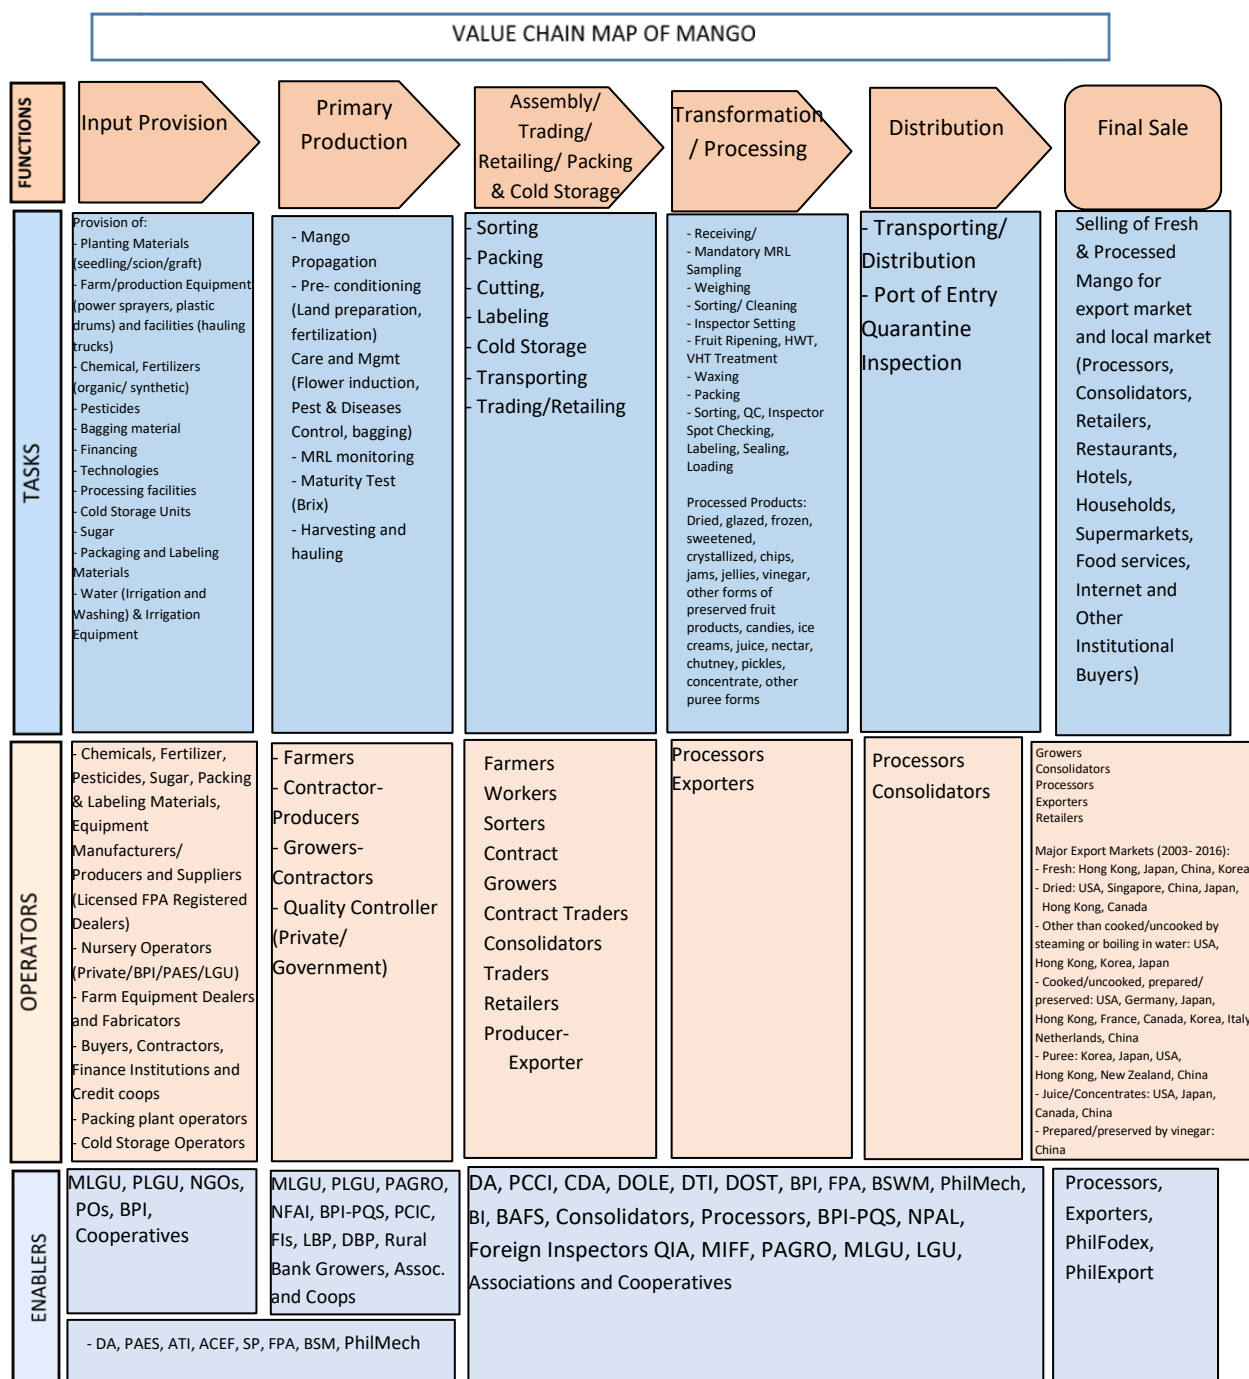 VALUE CHAIN MAP OF MANGO
FUNCTIONS
Input Provision
Primary
Production
Assembly/
Trading/
Retailing/ Packing
& Cold Storage
Transformation
/ Processing
Distribution
Final Sale
TASKS
Provision of:
- Planting Materials
(seedling/scion/graft)
- Farm/production Equipment
(power sprayers, plastic
drums) and facilities (hauling
trucks)
- Chemical, Fertilizers
(organic/ synthetic)
- Pesticides
- Bagging material
- Financing
- Technologies
- Processing facilities
- Cold Storage Units
- Sugar
- Packaging and Labeling
Materials
- Water (Irrigation and
Washing) & Irrigation
Equipment
- Mango
Propagation
- Pre- conditioning
(Land preparation,
fertilization)
Care and Mgmt
(Flower induction,
Pest & Diseases
Control, bagging)
- MRL monitoring
- Maturity Test
(Brix)
- Harvesting and
hauling
- Sorting
- Packing
- Cutting,
- Labeling
- Cold Storage
- Transporting
- Trading/Retailing
- Receiving/
- Mandatory MRL
Sampling
- Weighing
- Sorting/ Cleaning
- Inspector Setting
- Fruit Ripening, HWT,
VHT Treatment
- Waxing
- Packing
- Sorting, QC, Inspector
Spot Checking,
Labeling, Sealing,
Loading
Processed Products:
Dried, glazed, frozen,
sweetened,
crystallized, chips,
jams, jellies, vinegar,
other forms of
preserved fruit
products, candies, ice
creams, juice, nectar,
chutney, pickles,
concentrate, other
puree forms
- Transporting/
Distribution
- Port of Entry
Quarantine
Inspection
Selling of Fresh
& Processed
Mango for
export market
and local market
(Processors,
Consolidators,
Retailers,
Restaurants,
Hotels,
Households,
Supermarkets,
Food services,
Internet and
Other
Institutional
Buyers)
OPERATORS
- Chemicals, Fertilizer,
Pesticides, Sugar, Packing
& Labeling Materials,
Equipment
Manufacturers/
Producers and Suppliers
(Licensed FPA Registered
Dealers)
- Nursery Operators
(Private/BPI/PAES/LGU)
- Farm Equipment Dealers
and Fabricators
- Buyers, Contractors,
Finance Institutions and
Credit coops
- Packing plant operators
- Cold Storage Operators
- Farmers
- Contractor-
Producers
- Growers-
Contractors
- Quality Controller
(Private/
Government)
Farmers
Workers
Sorters
Contract
Growers
Contract Traders
Consolidators
Traders
Retailers
Producer-
Exporter
Processors
Exporters
Processors
Consolidators
Growers
Consolidators
Processors
Exporters
Retailers
Major Export Markets (2003- 2016):
- Fresh: Hong Kong, Japan, China, Korea
- Dried: USA, Singapore, China, Japan,
Hong Kong, Canada
- Other than cooked/uncooked by
steaming or boiling in water: USA,
Hong Kong, Korea, Japan
- Cooked/uncooked, prepared/
preserved: USA, Germany, Japan,
Hong Kong, France, Canada, Korea, Italy
Netherlands, China
- Puree: Korea, Japan, USA,
Hong Kong, New Zealand, China
- Juice/Concentrates: USA, Japan,
Canada, China
- Prepared/preserved by vinegar:
China
ENABLERS
MLGU, PLGU, NGOs,
POs, BPI,
Cooperatives
MLGU, PLGU, PAGRO,
NFAI, BPI-PQS, PCIC,
FIs, LBP, DBP, Rural
Bank Growers, Assoc.
and Coops
- DA, PAES, ATI, ACEF, SP, FPA, BSM, PhilMech
DA, PCCI, CDA, DOLE, DTI, DOST, BPI, FPA, BSWM, PhilMech,
BI, BAFS, Consolidators, Processors, BPI-PQS, NPAL,
Foreign Inspectors QIA, MIFF, PAGRO, MLGU, LGU,
Associations and Cooperatives
Processors,
Exporters,
PhilFodex,
PhilExport